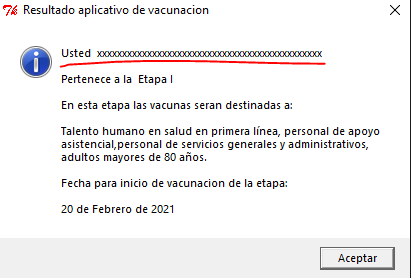 Resultado aplicativo de vacunacion
Usted xxxxxxxxxxxxxxxxxxxxxxxxxxxxxxxxxxxxxxxxxxxxx
Pertenece a la Etapa I
En esta etapa las vacunas seran destinadas a:
Talento humano en salud en primera línea, personal de apoyo
asistencial,personal de servicios generales y administrativos,
adultos mayores de 80 años.
Fecha para inicio de vacunacion de la etapa:
20 de Febrero de 2021
Aceptar